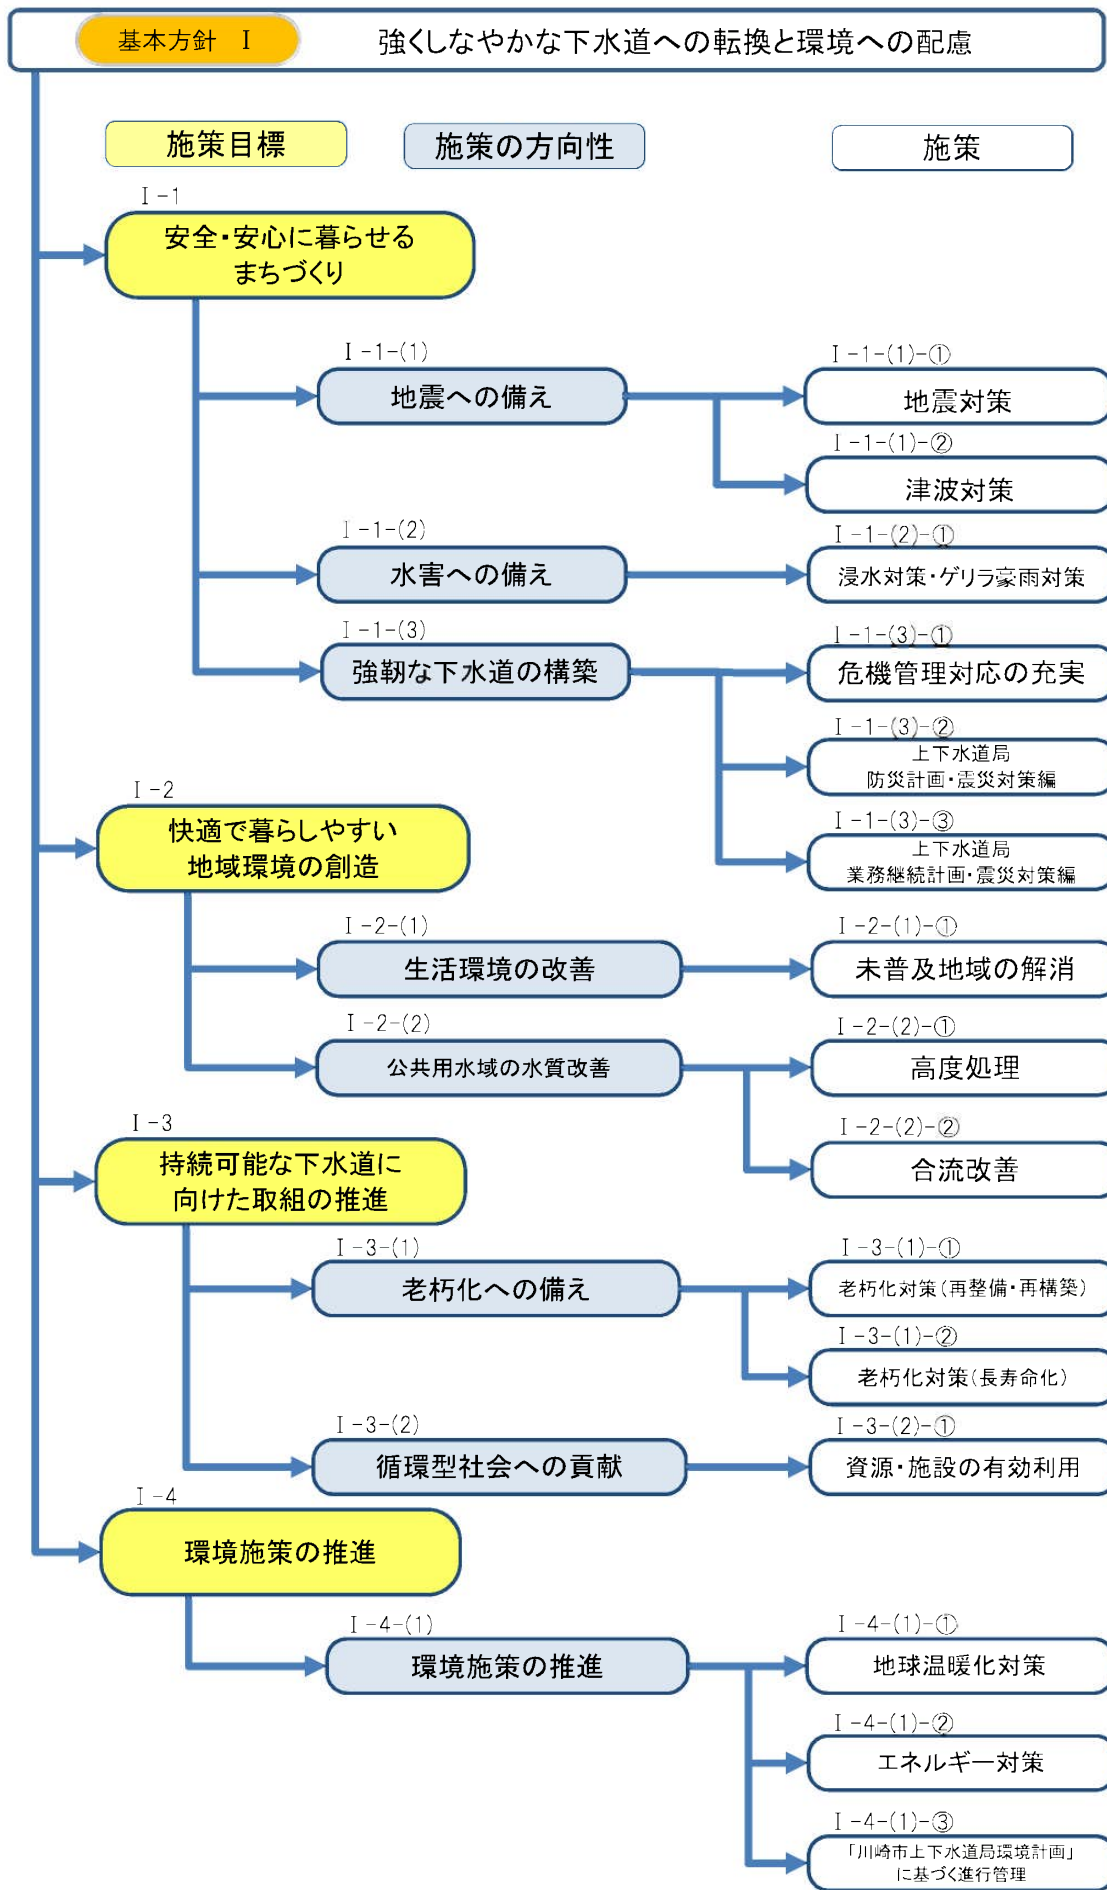 基本方針 Ⅰ
強くしなやかな下水道への転換と環境への配慮
施策目標
施策の方向性
施策
Ⅰ-1
安全・安心に暮らせる
まちづくり
Ⅰ-1-(1)
地震への備え
Ⅰ-1-(1)-①
地震対策
Ⅰ-1-(1)-②
津波対策
Ⅰ-1-(2)
水害への備え
Ⅰ-1-(2)-①
浸水対策・ゲリラ豪雨対策
Ⅰ-1-(3)
強靭な下水道の構築
Ⅰ-1-(3)-①
危機管理対応の充実
Ⅰ-1-(3)-②
上下水道局
防災計画・震災対策編
Ⅰ-1-(3)-③
上下水道局
業務継続計画・震災対策編
Ⅰ-2
快適で暮らしやすい
地域環境の創造
Ⅰ-2-(1)
生活環境の改善
Ⅰ-2-(1)-①
未普及地域の解消
Ⅰ-2-(2)
公共用水域の水質改善
Ⅰ-2-(2)-①
高度処理
Ⅰ-2-(2)-②
合流改善
Ⅰ-3
持続可能な下水道に
向けた取組の推進
Ⅰ-3-(1)
老朽化への備え
Ⅰ-3-(1)-①
老朽化対策(再整備・再構築)
Ⅰ-3-(1)-②
老朽化対策(長寿命化)
Ⅰ-3-(2)
循環型社会への貢献
Ⅰ-3-(2)-①
資源・施設の有効利用
Ⅰ-4
環境施策の推進
Ⅰ-4-(1)
環境施策の推進
Ⅰ-4-(1)-①
地球温暖化対策
Ⅰ-4-(1)-②
エネルギー対策
Ⅰ-4-(1)-③
「川崎市上下水道局環境計画」
に基づく進行管理